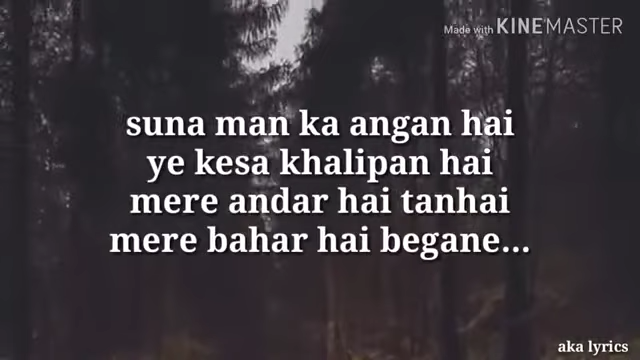 Made with KINEMASTER
suna man ka angan hai
ye kesa khalipan hai
mere andar hai tanhai
mere bahar hai begane...
aka lyrics